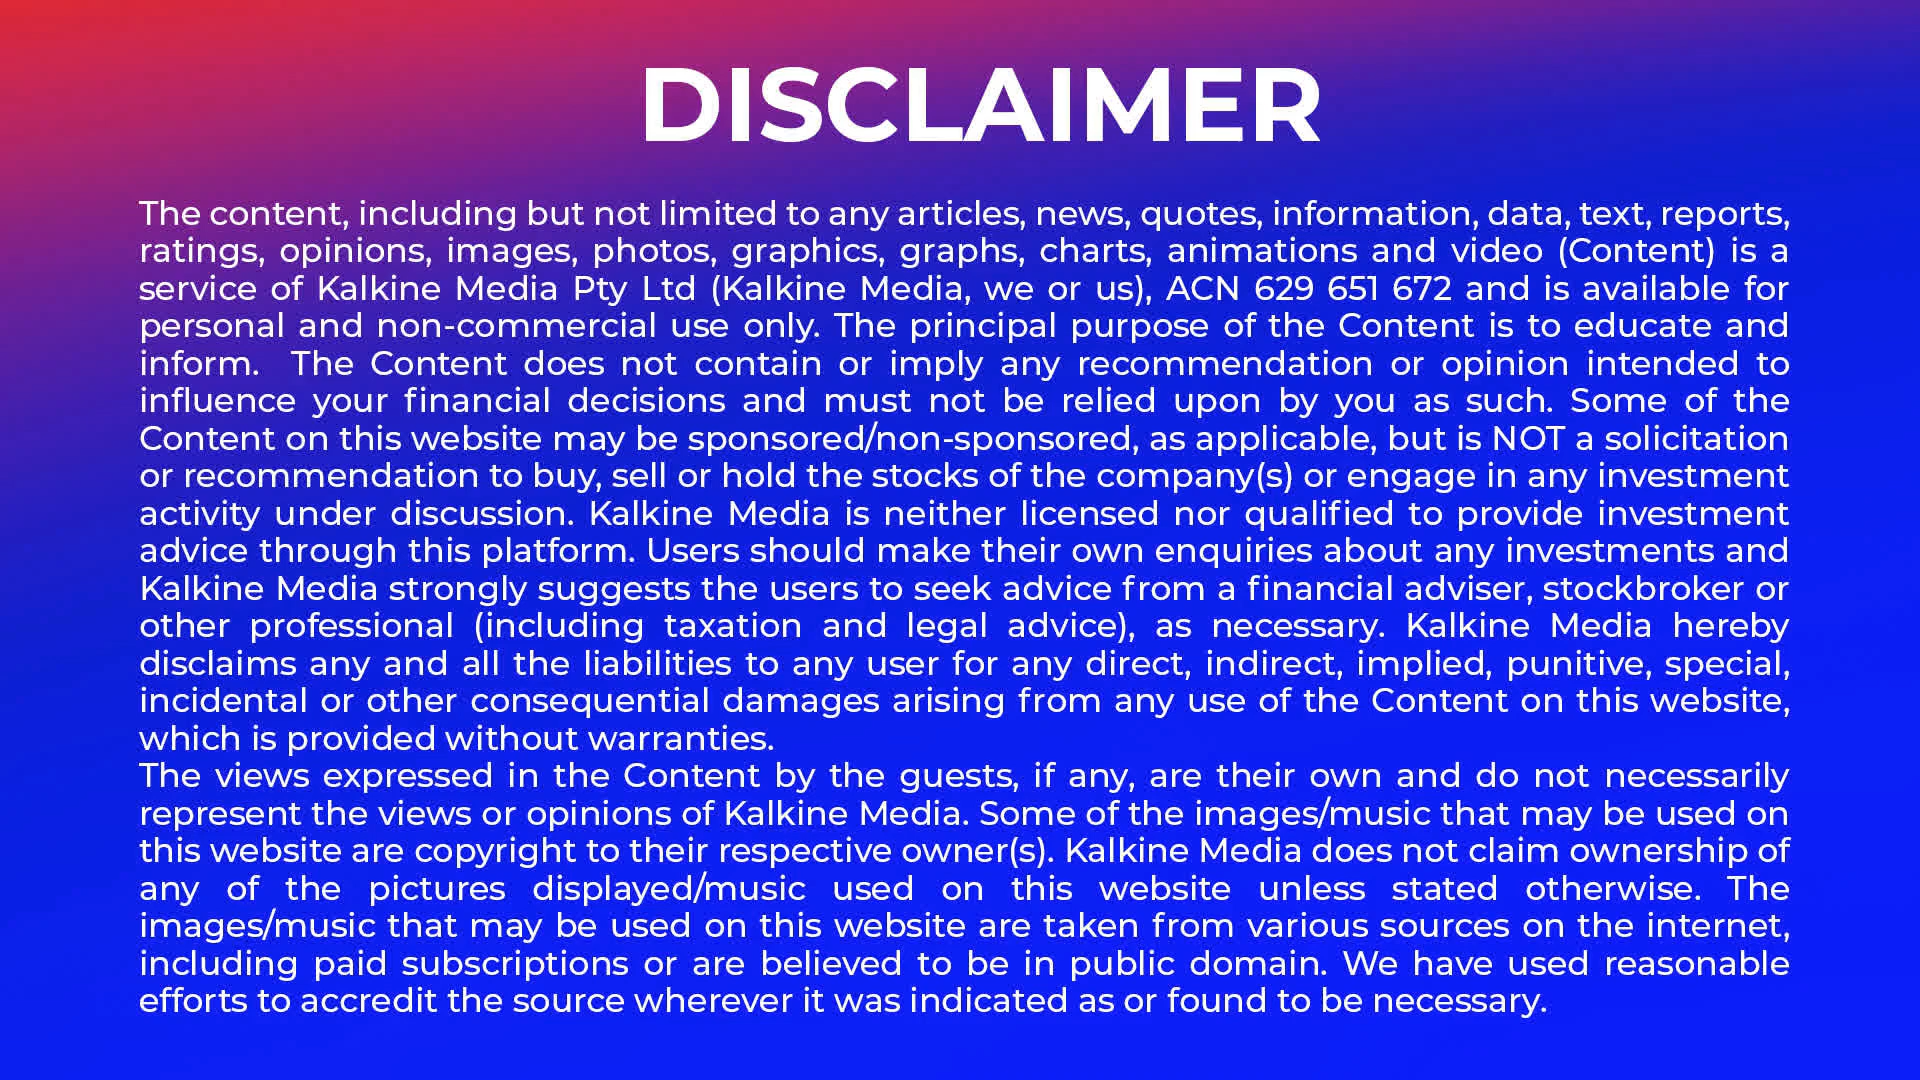 DISCLAIMER
The content, including but not limited to any articles, news, quotes, information, data, text, reports,
ratings, opinions, images, photos, graphics, graphs, charts, animations and video (Content) is a
service of Kalkine Media Pty Ltd (Kalkine Media, we or us), ACN 629 651 672 and is available for
personal and non-commercial use only. The principal purpose of the Content is to educate and
inform.  The Content does not contain or imply any recommendation or opinion intended to
influence your financial decisions and must not be relied upon by you as such. Some of the
Content on this website may be sponsored/non-sponsored, as applicable, but is NOT a solicitation
or recommendation to buy, sell or hold the stocks of the company(s) or engage in any investment
activity under discussion. Kalkine Media is neither licensed nor qualified to provide investment
advice through this platform. Users should make their own enquiries about any investments and
Kalkine Media strongly suggests the users to seek advice from a financial adviser, stockbroker or
other professional (including taxation and legal advice), as necessary. Kalkine Media hereby
disclaims any and all the liabilities to any user for any direct, indirect, implied, punitive, special,
incidental or other consequential damages arising from any use of the Content on this website,
which is provided without warranties.
The views expressed in the Content by the guests, if any, are their own and do not necessarily
represent the views or opinions of Kalkine Media. Some of the images/music that may be used on
this website are copyright to their respective owner(s). Kalkine Media does not claim ownership of
any of the pictures displayed/music used on this website unless stated otherwise. The
images/music that may be used on this website are taken from various sources on the internet,
including paid subscriptions or are believed to be in public domain. We have used reasonable
efforts to accredit the source wherever it was indicated as or found to be necessary.